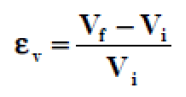 ε_v = (V_f − V_i) / V_i